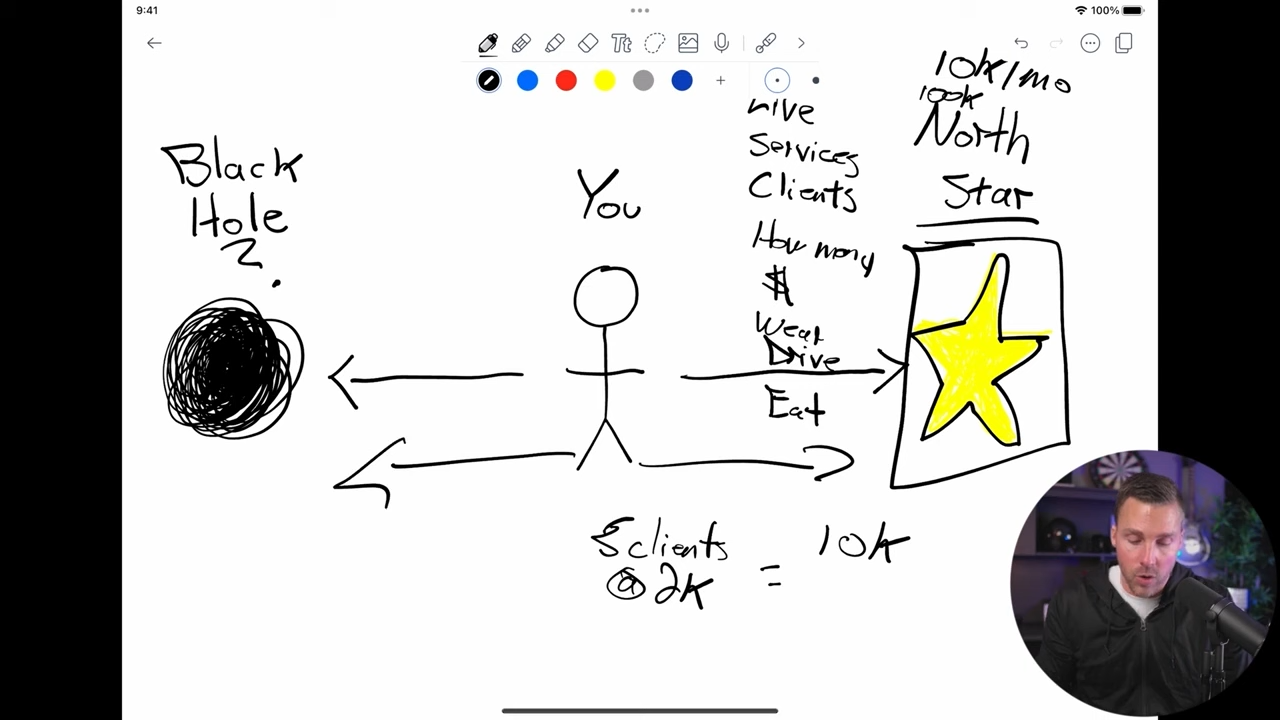 9:41
100%
Tt
10k/mo
100k
North
Star
Live
Services
Clients
How many
$
Wear
Drive
Eat
You
Black
Hole
?
5 clients
@ 2k = 10k